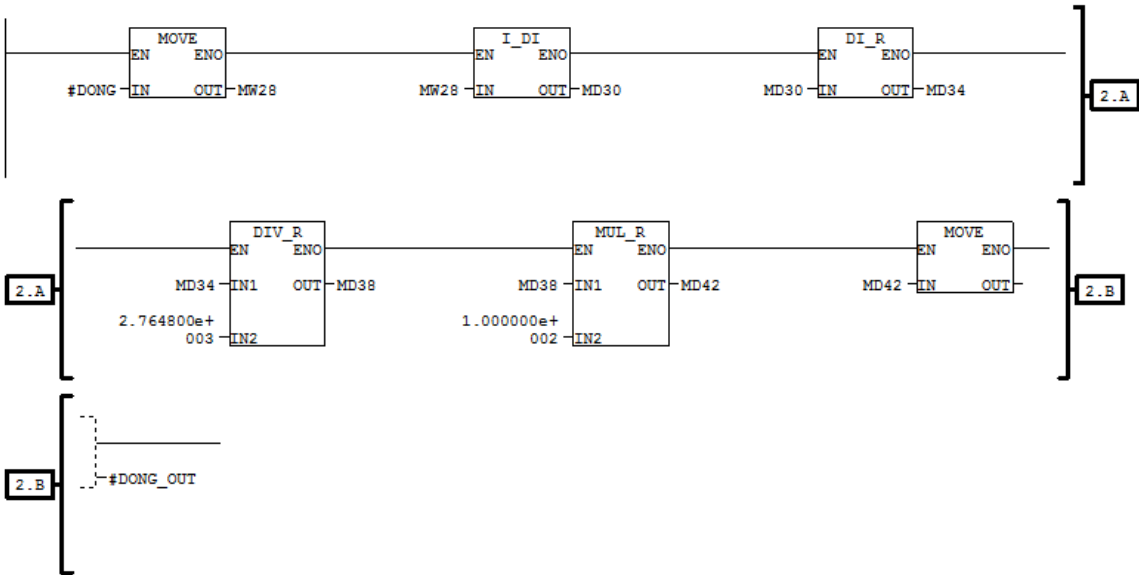 MOVE I_DI DI_R
EN ENO EN ENO EN ENO
#DONG IN OUT MW28 MW28 IN OUT MD30 MD30 IN OUT MD34
2.A
DIV_R MUL_R MOVE
EN ENO EN ENO EN ENO
2.A MD34 IN1 OUT MD38 MD38 IN1 OUT MD42 MD42 IN OUT 2.B
2.764800e+ 1.000000e+
003 IN2 002 IN2
2.B #DONG_OUT